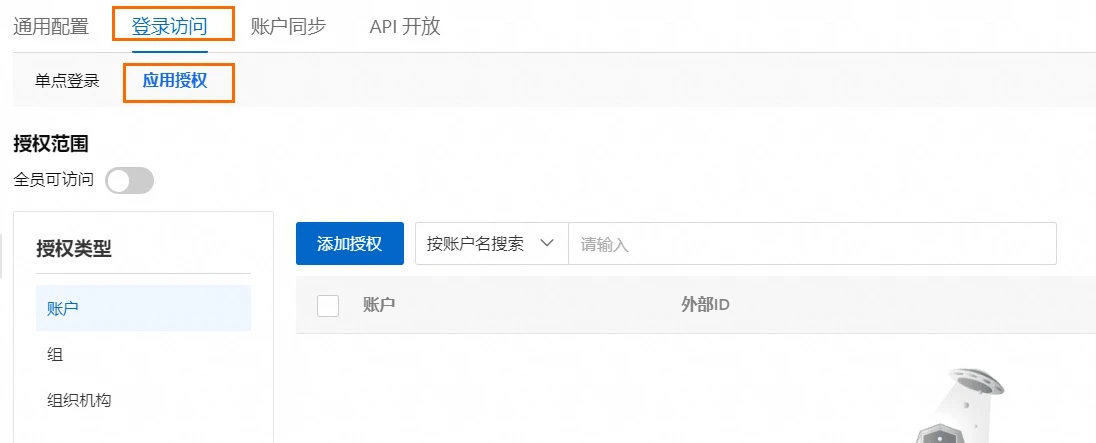 通用配置 登录访问 账户同步 API 开放
单点登录 应用授权
授权范围
全员可访问
授权类型
账户
组
组织机构
添加授权 按账户名搜索 请输入
账户 外部ID